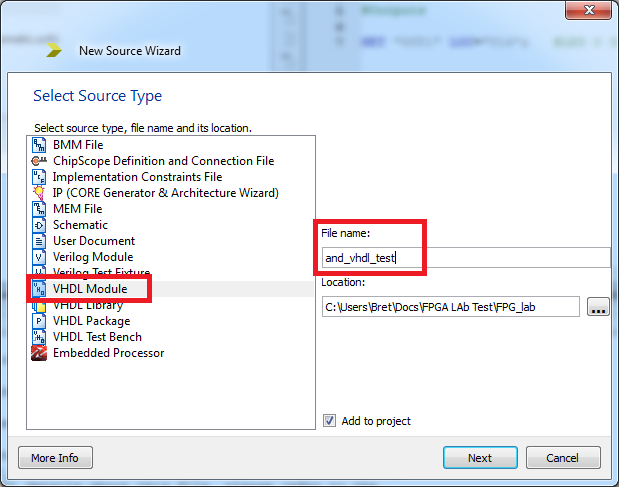 New Source Wizard
Select Source Type
Select source type, file name and its location.
BMM File
ChipScope Definition and Connection File
Implementation Constraints File
IP (CORE Generator & Architecture Wizard)
MEM File
Schematic
User Document
Verilog Module
Verilog Test Fixture
VHDL Module
VHDL Library
VHDL Package
VHDL Test Bench
Embedded Processor
File name:
and_vhdl_test
Location:
C:\Users\Bret\Docs\FPGA LAb Test\FPG_lab
...
Add to project
More Info
Next
Cancel